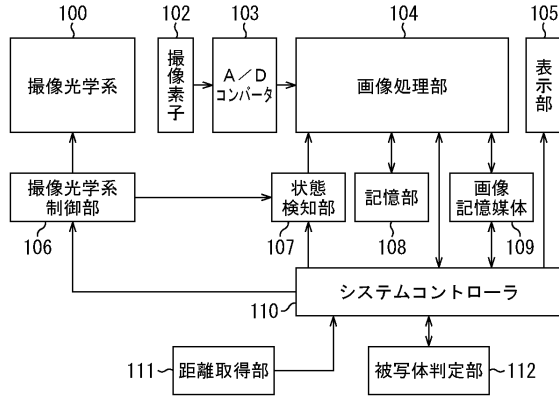 100
102
103
104
105
撮像光学系
撮像素子
A/D
コンバータ
画像処理部
表示部
撮像光学系
制御部
状態
検知部
記憶部
画像
記憶媒体
106
107
108
109
システムコントローラ
110
111
距離取得部
被写体判定部
112